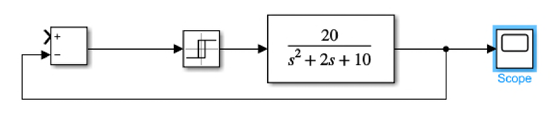 +
−
20
s² + 2s + 10
Scope